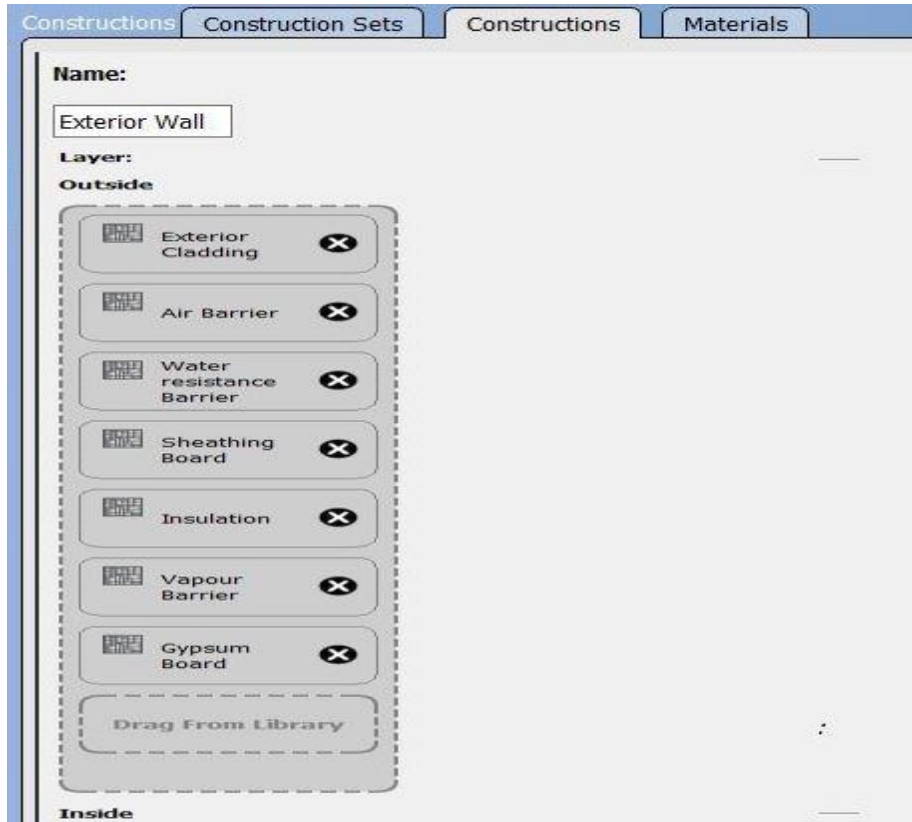 Constructions Construction Sets Constructions Materials
Name:
Exterior Wall
Layer:
Outside
Exterior
Cladding
Air Barrier
Water
resistance
Barrier
Sheathing
Board
Insulation
Vapour
Barrier
Gypsum
Board
Drag From Library
:
Inside